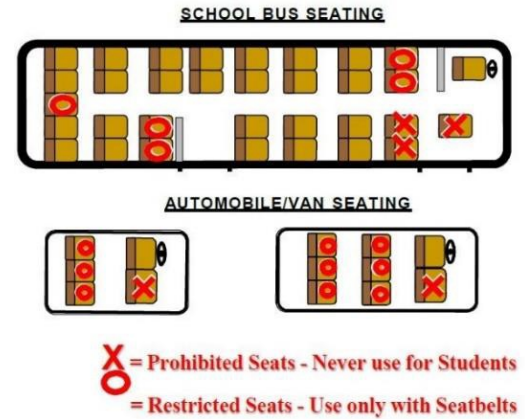 SCHOOL BUS SEATING
AUTOMOBILE/VAN SEATING
X = Prohibited Seats - Never use for Students
O = Restricted Seats - Use only with Seatbelts